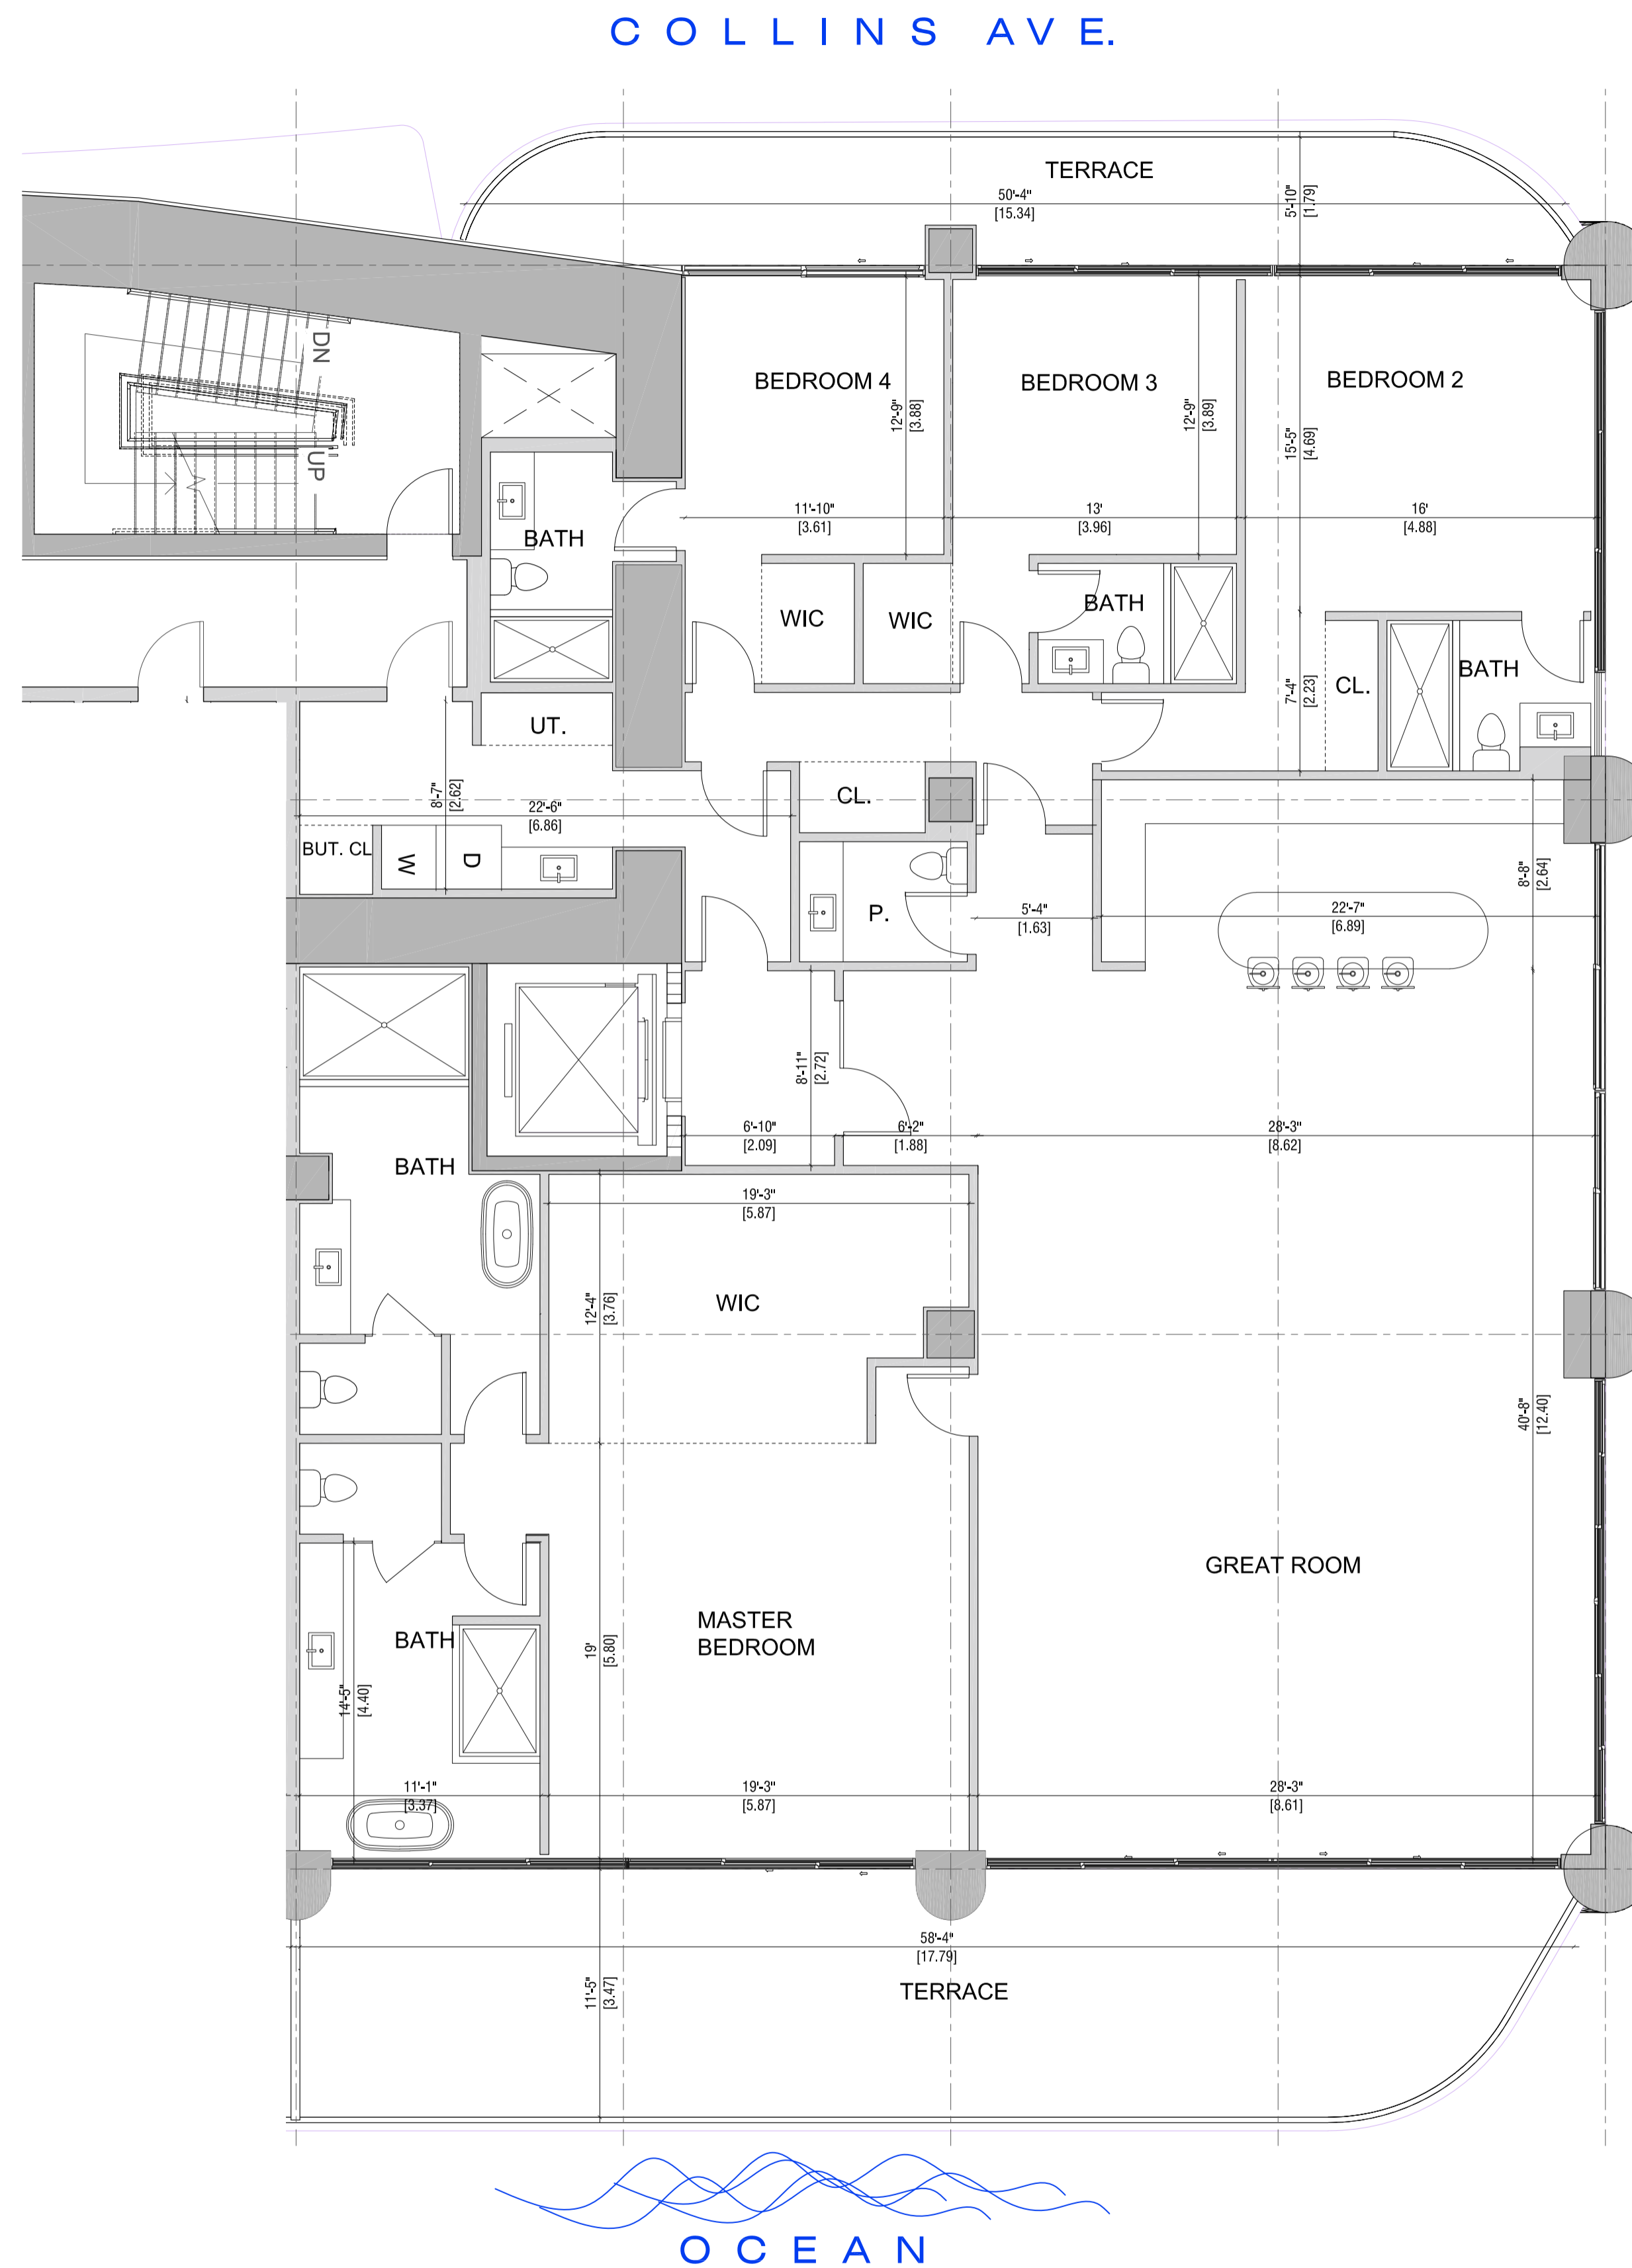 COLLINS AVE.
TERRACE
50'-4"
[15.34]
5'-10"
[1.79]
DN
UP
BEDROOM 4
12'-9"
[3.88]
BEDROOM 3
12'-9"
[3.89]
BEDROOM 2
15'-5"
[4.69]
11'-10"
[3.61]
13'
[3.96]
16'
[4.88]
BATH
WIC
WIC
BATH
BATH
CL.
7'-4"
[2.23]
UT.
8'-7"
[2.62]
22'-6"
[6.86]
CL.
BUT. CL
W
D
P.
5'-4"
[1.63]
22'-7"
[6.89]
8'-8"
[2.64]
8'-11"
[2.72]
6'-10"
[2.09]
6'-2"
[1.88]
28'-3"
[8.62]
BATH
19'-3"
[5.87]
12'-4"
[3.76]
WIC
40'-8"
[12.40]
GREAT ROOM
MASTER
BEDROOM
BATH
19'
[5.80]
14'-5"
[4.40]
11'-1"
[3.37]
19'-3"
[5.87]
28'-3"
[8.61]
58'-4"
[17.79]
11'-5"
[3.47]
TERRACE
OCEAN